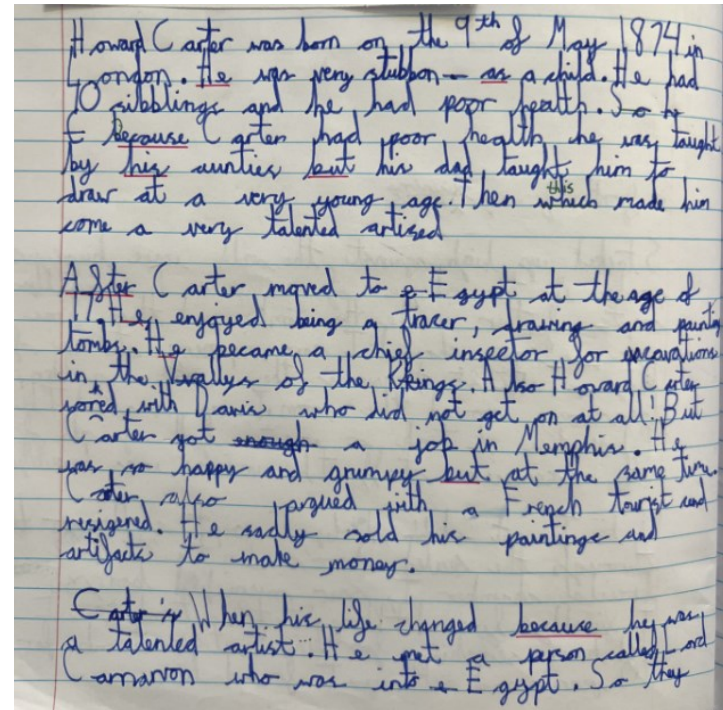 Howard Carter was born on the 9th of May 1874 in
London. He was very stubbon as a child. He had
10 sibblings and he had poor health. So he
Because Carter had poor health he was taught
by his aunties but his dad taught him to
draw at a very young age. Then this which made him
come a very talented artised
After Carter moved to Egypt at the age of
17. He enjoyed being a tracer, drawing and painting
tombs. He became a chief inspector for excavations
in the Vallys of the Kings. Also Howard Carter
with Davis who did not get on at all! But
Carter got enough a job in Memphis. He
was so happy and grumpy but at the same time.
Carter also argued with a French tourist and
resigened. He sadly sold his paintings and
artifacts to make money.
Carter is When his life changed because he was
a talented artist. He met a person called Lord
Carnarvon who was into Egypt. So they